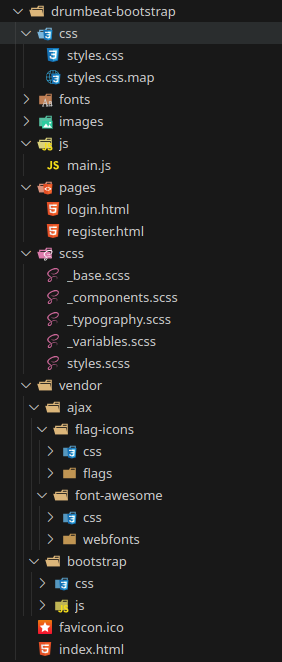 drumbeat-bootstrap
css
styles.css
styles.css.map
fonts
images
js
main.js
pages
login.html
register.html
scss
_base.scss
_components.scss
_typography.scss
_variables.scss
styles.scss
vendor
ajax
flag-icons
css
flags
font-awesome
css
webfonts
bootstrap
css
js
favicon.ico
index.html